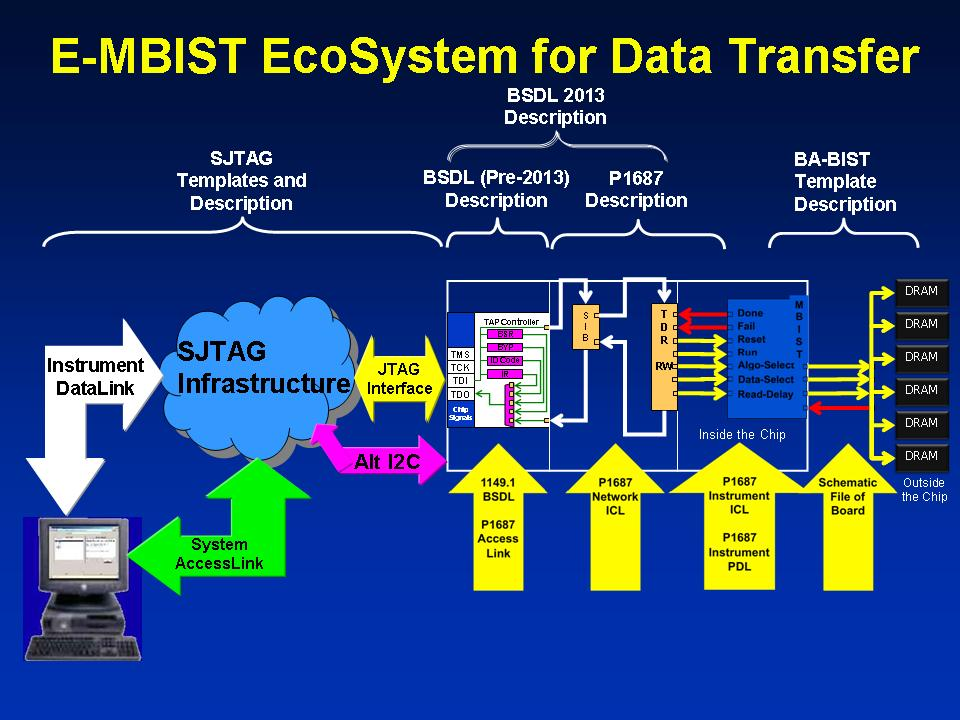 E-MBIST EcoSystem for Data Transfer
BSDL 2013
Description
SJTAG
Templates and
Description
BSDL (Pre-2013)
Description
P1687
Description
BA-BIST
Template
Description
Instrument
DataLink
SJTAG
Infrastructure
JTAG
Interface
Alt I2C
System
AccessLink
TAP Controller
BSR
BYP
ID Code
IR
TMS
TCK
TDI
TDO
Chip
Signals
S
I
B
T
D
R
RW
M
B
I
S
T
Done
Fail
Reset
Run
Algo-Select
Data-Select
Read-Delay
Inside the Chip
DRAM
DRAM
DRAM
DRAM
DRAM
DRAM
Outside
the Chip
1149.1
BSDL
P1687
Access
Link
P1687
Network
ICL
P1687
Instrument
ICL
P1687
Instrument
PDL
Schematic
File of
Board